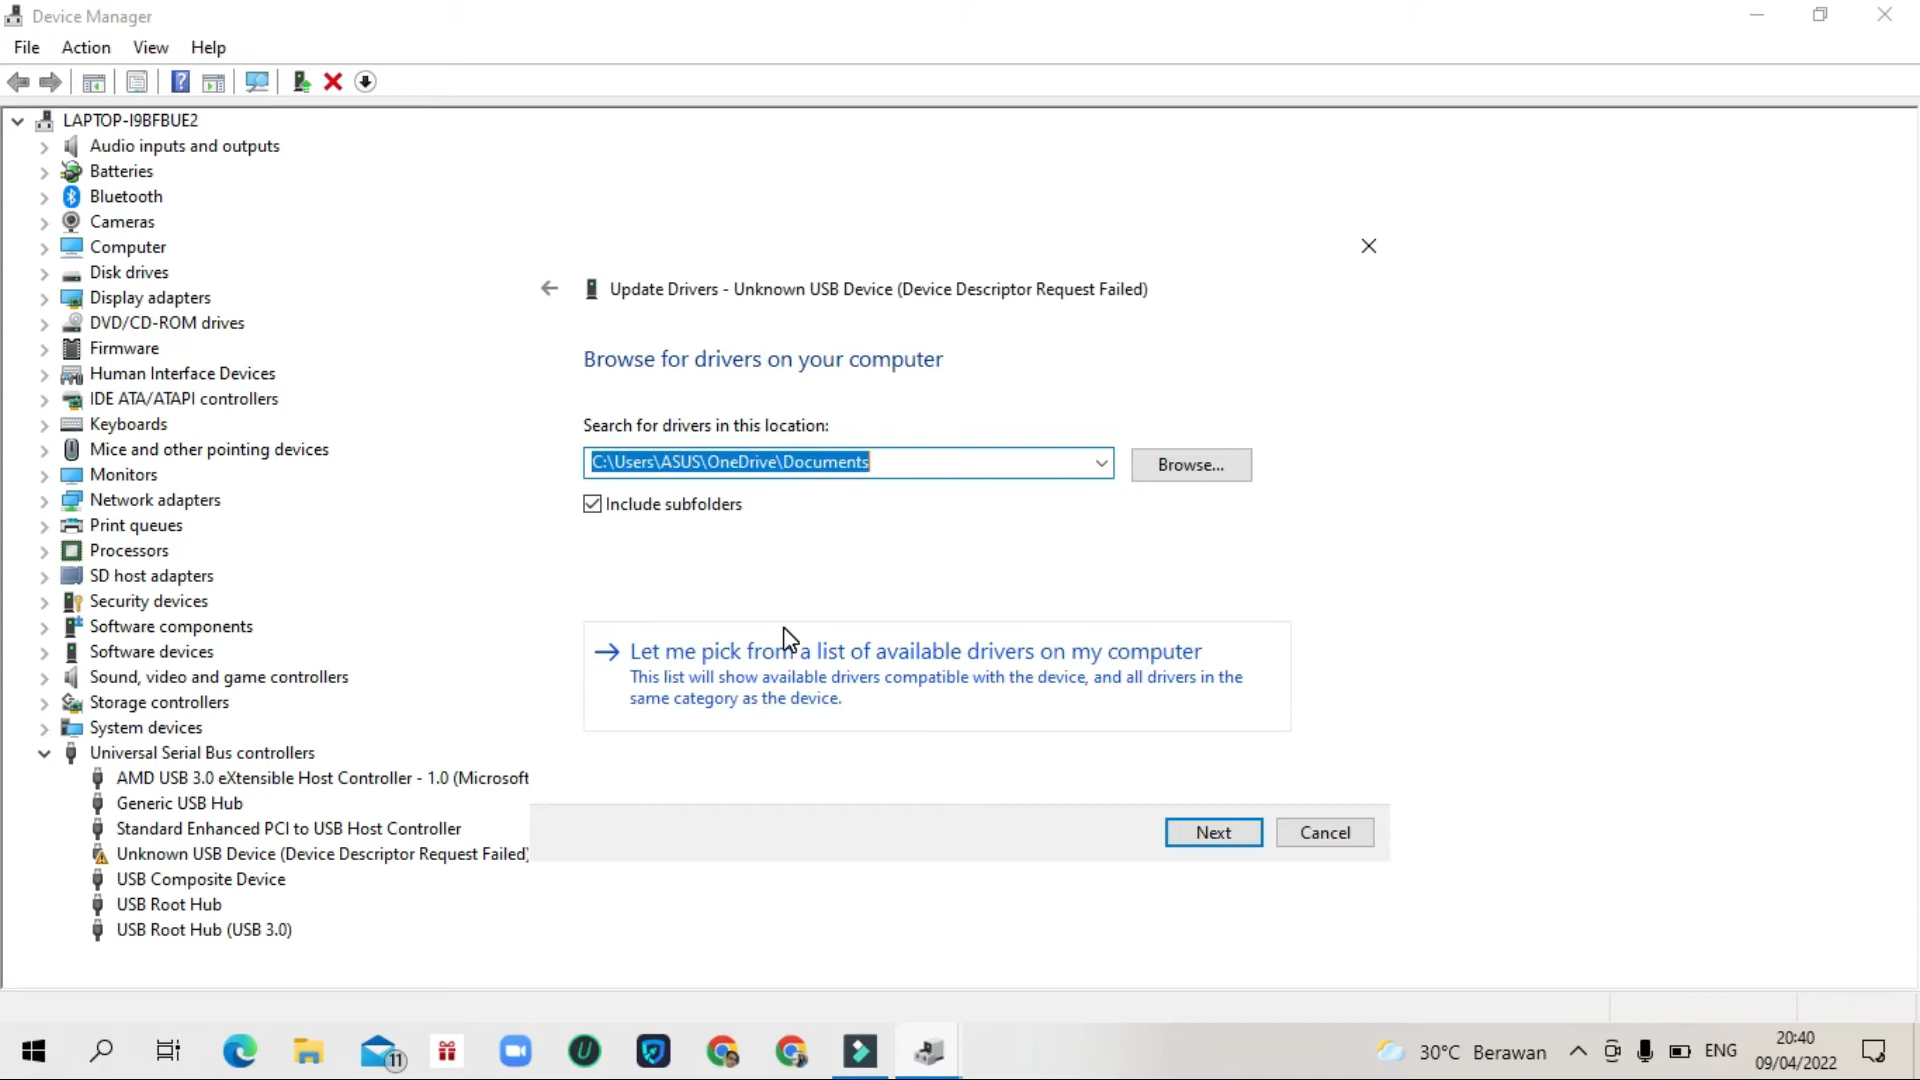 Device Manager
File Action View Help
LAPTOP-I9BFBUE2
Audio inputs and outputs
Batteries
Bluetooth
Cameras
Computer
Disk drives
Display adapters
DVD/CD-ROM drives
Firmware
Human Interface Devices
IDE ATA/ATAPI controllers
Keyboards
Mice and other pointing devices
Monitors
Network adapters
Print queues
Processors
SD host adapters
Security devices
Software components
Software devices
Sound, video and game controllers
Storage controllers
System devices
Universal Serial Bus controllers
AMD USB 3.0 eXtensible Host Controller - 1.0 (Microsoft
Generic USB Hub
Standard Enhanced PCI to USB Host Controller
Unknown USB Device (Device Descriptor Request Failed)
USB Composite Device
USB Root Hub
USB Root Hub (USB 3.0)
Update Drivers - Unknown USB Device (Device Descriptor Request Failed)
Browse for drivers on your computer
Search for drivers in this location:
C:\Users\ASUS\OneDrive\Documents
Browse...
Include subfolders
Let me pick from a list of available drivers on my computer
This list will show available drivers compatible with the device, and all drivers in the
same category as the device.
Next
Cancel
11
30°C Berawan
ENG
20:40
09/04/2022